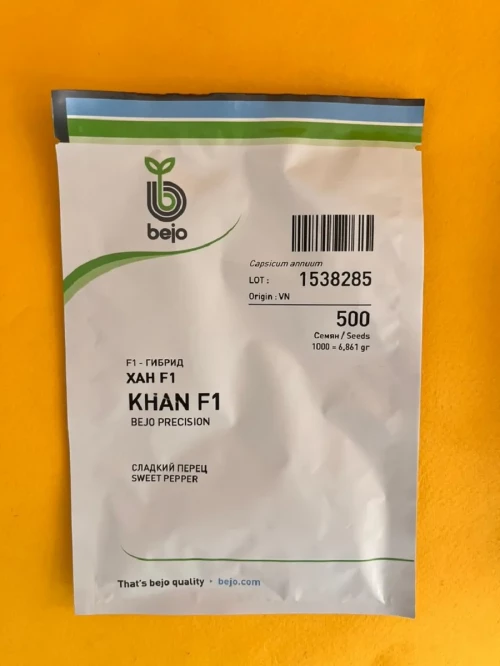 bejo
Capsicum annuum
LOT : 1538285
Origin : VN
500
Семян / Seeds
1000 = 6,861 gr
F1 - ГИБРИД
ХАН F1
KHAN F1
BEJO PRECISION
СЛАДКИЙ ПЕРЕЦ
SWEET PEPPER
That's bejo quality • bejo.com